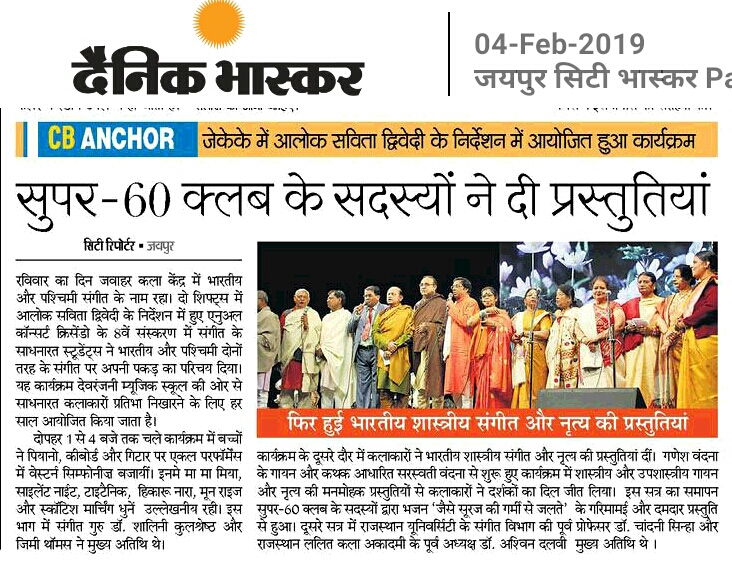 दैनिक भास्कर
04-Feb-2019
जयपुर सिटी भास्कर Pa
CB ANCHOR
जेकेके में आलोक सविता द्विवेदी के निर्देशन में आयोजित हुआ कार्यक्रम
सुपर-60 क्लब के सदस्यों ने दी प्रस्तुतियां
सिटी रिपोर्टर • जयपुर
रविवार का दिन जवाहर कला केंद्र में भारतीय
और पश्चिमी संगीत के नाम रहा। दो शिफ्ट्स में
आलोक सविता द्विवेदी के निर्देशन में हुए एनुअल
कॉन्सर्ट क्रिसेंडो के 8वें संस्करण में संगीत के
साधनारत स्टूडेंट्स ने भारतीय और पश्चिमी दोनों
तरह के संगीत पर अपनी पकड़ का परिचय दिया।
यह कार्यक्रम देवरंजनी म्यूजिक स्कूल की ओर से
साधनारत कलाकारों प्रतिभा निखारने के लिए हर
साल आयोजित किया जाता है।
दोपहर 1 से 4 बजे तक चले कार्यक्रम में बच्चों
ने पियानो, कीबोर्ड और गिटार पर एकल परफॉर्मेंस
में वेस्टर्न सिम्फोनीज़ बजायीं। इनमे मा मा मिया,
साइलेंट नाइट, टाइटैनिक, हिकारू नारा, मून राइज
और स्कॉटिश मार्चिंग धुनें उल्लेखनीय रही। इस
भाग में संगीत गुरु डॉ. शालिनी कुलश्रेष्ठ और
जिमी थॉमस ने मुख्य अतिथि थे।
फिर हुई भारतीय शास्त्रीय संगीत और नृत्य की प्रस्तुतियां
कार्यक्रम के दूसरे दौर में कलाकारों ने भारतीय शास्त्रीय संगीत और नृत्य की प्रस्तुतियां दीं। गणेश वंदना
के गायन और कथक आधारित सरस्वती वंदना से शुरू हुए कार्यक्रम में शास्त्रीय और उपशास्त्रीय गायन
और नृत्य की मनमोहक प्रस्तुतियों से कलाकारों ने दर्शकों का दिल जीत लिया। इस सत्र का समापन
सुपर-60 क्लब के सदस्यों द्वारा भजन 'जैसे सूरज की गर्मी से जलते' के गरिमामई और दमदार प्रस्तुति
से हुआ। दूसरे सत्र में राजस्थान यूनिवर्सिटी के संगीत विभाग की पूर्व प्रोफेसर डॉ. चांदनी सिन्हा और
राजस्थान ललित कला अकादमी के पूर्व अध्यक्ष डॉ. अश्विन दलवी मुख्य अतिथि थे।